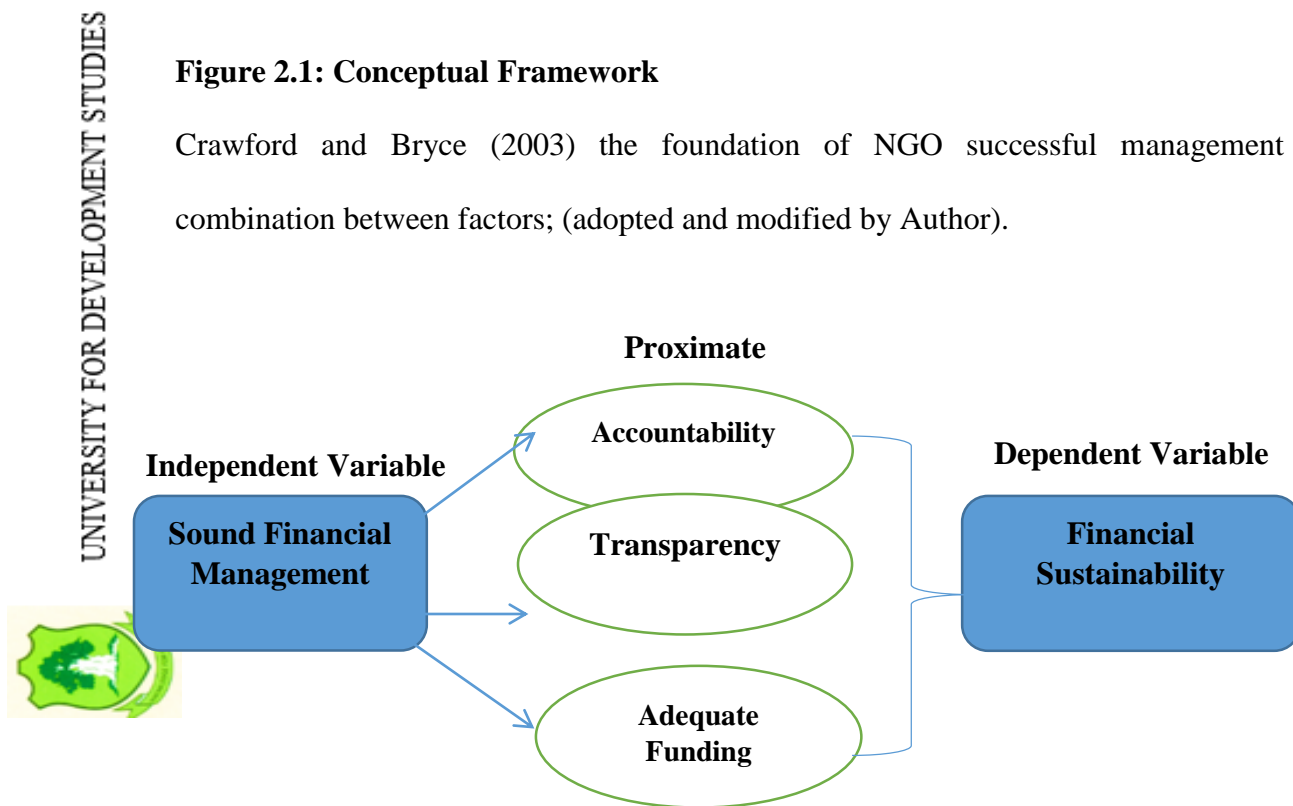 UNIVERSITY FOR DEVELOPMENT STUDIES
Figure 2.1: Conceptual Framework
Crawford and Bryce (2003) the foundation of NGO successful management
combination between factors; (adopted and modified by Author).
Proximate
Accountability
Independent Variable
Dependent Variable
Sound Financial
Management
Transparency
Financial
Sustainability
Adequate
Funding